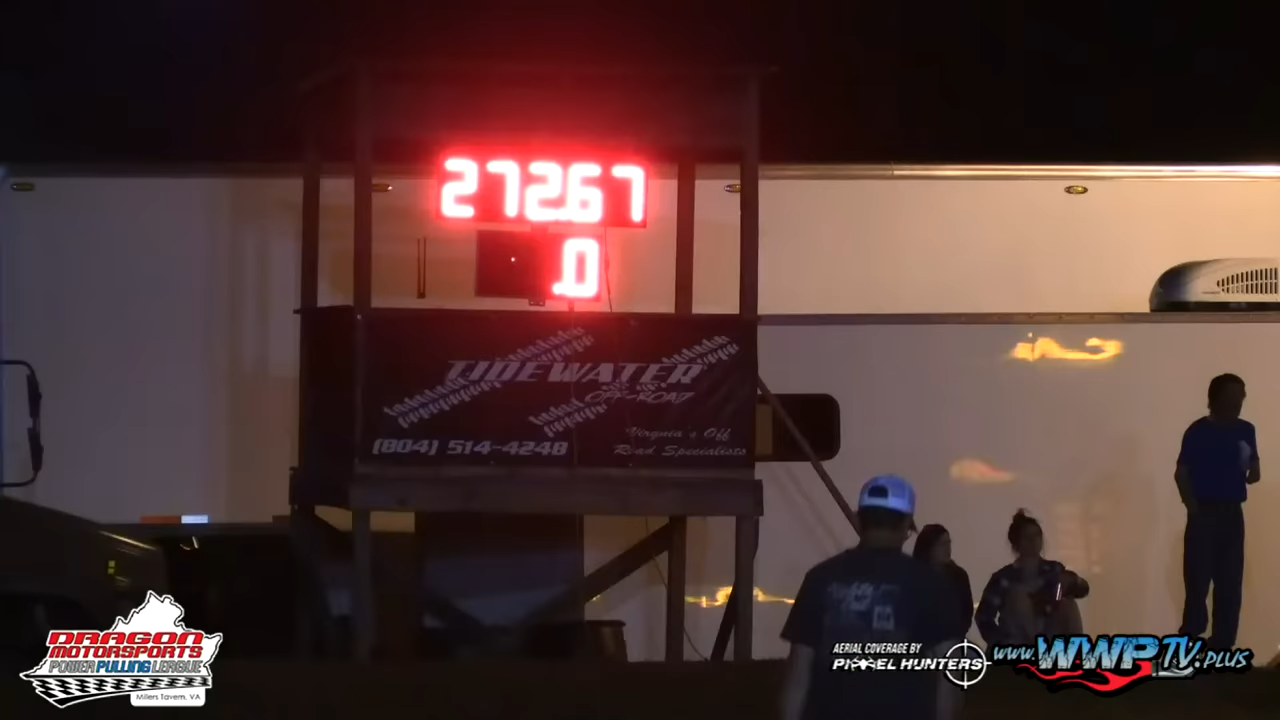 272.67
.0
TIDEWATER
OFF-ROAD
(804) 514-4248
Virginia's Off
Road Specialists
DRAGON
MOTORSPORTS
POWER PULLING LEAGUE
Millers Tavern, VA
AERIAL COVERAGE BY
PIXXEL HUNTERS
www.WWPTV.PLUS